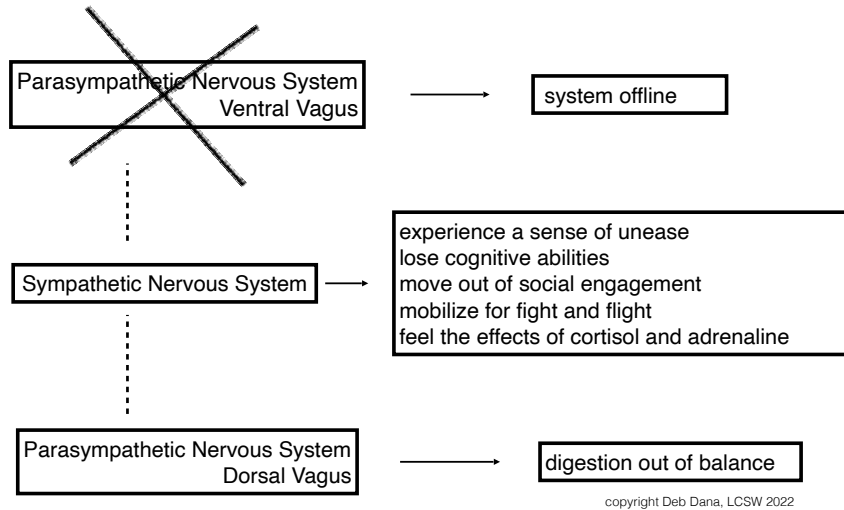 Parasympathetic Nervous System
Ventral Vagus
system offline
experience a sense of unease
lose cognitive abilities
move out of social engagement
mobilize for fight and flight
feel the effects of cortisol and adrenaline
Sympathetic Nervous System
Parasympathetic Nervous System
Dorsal Vagus
digestion out of balance
copyright Deb Dana, LCSW 2022